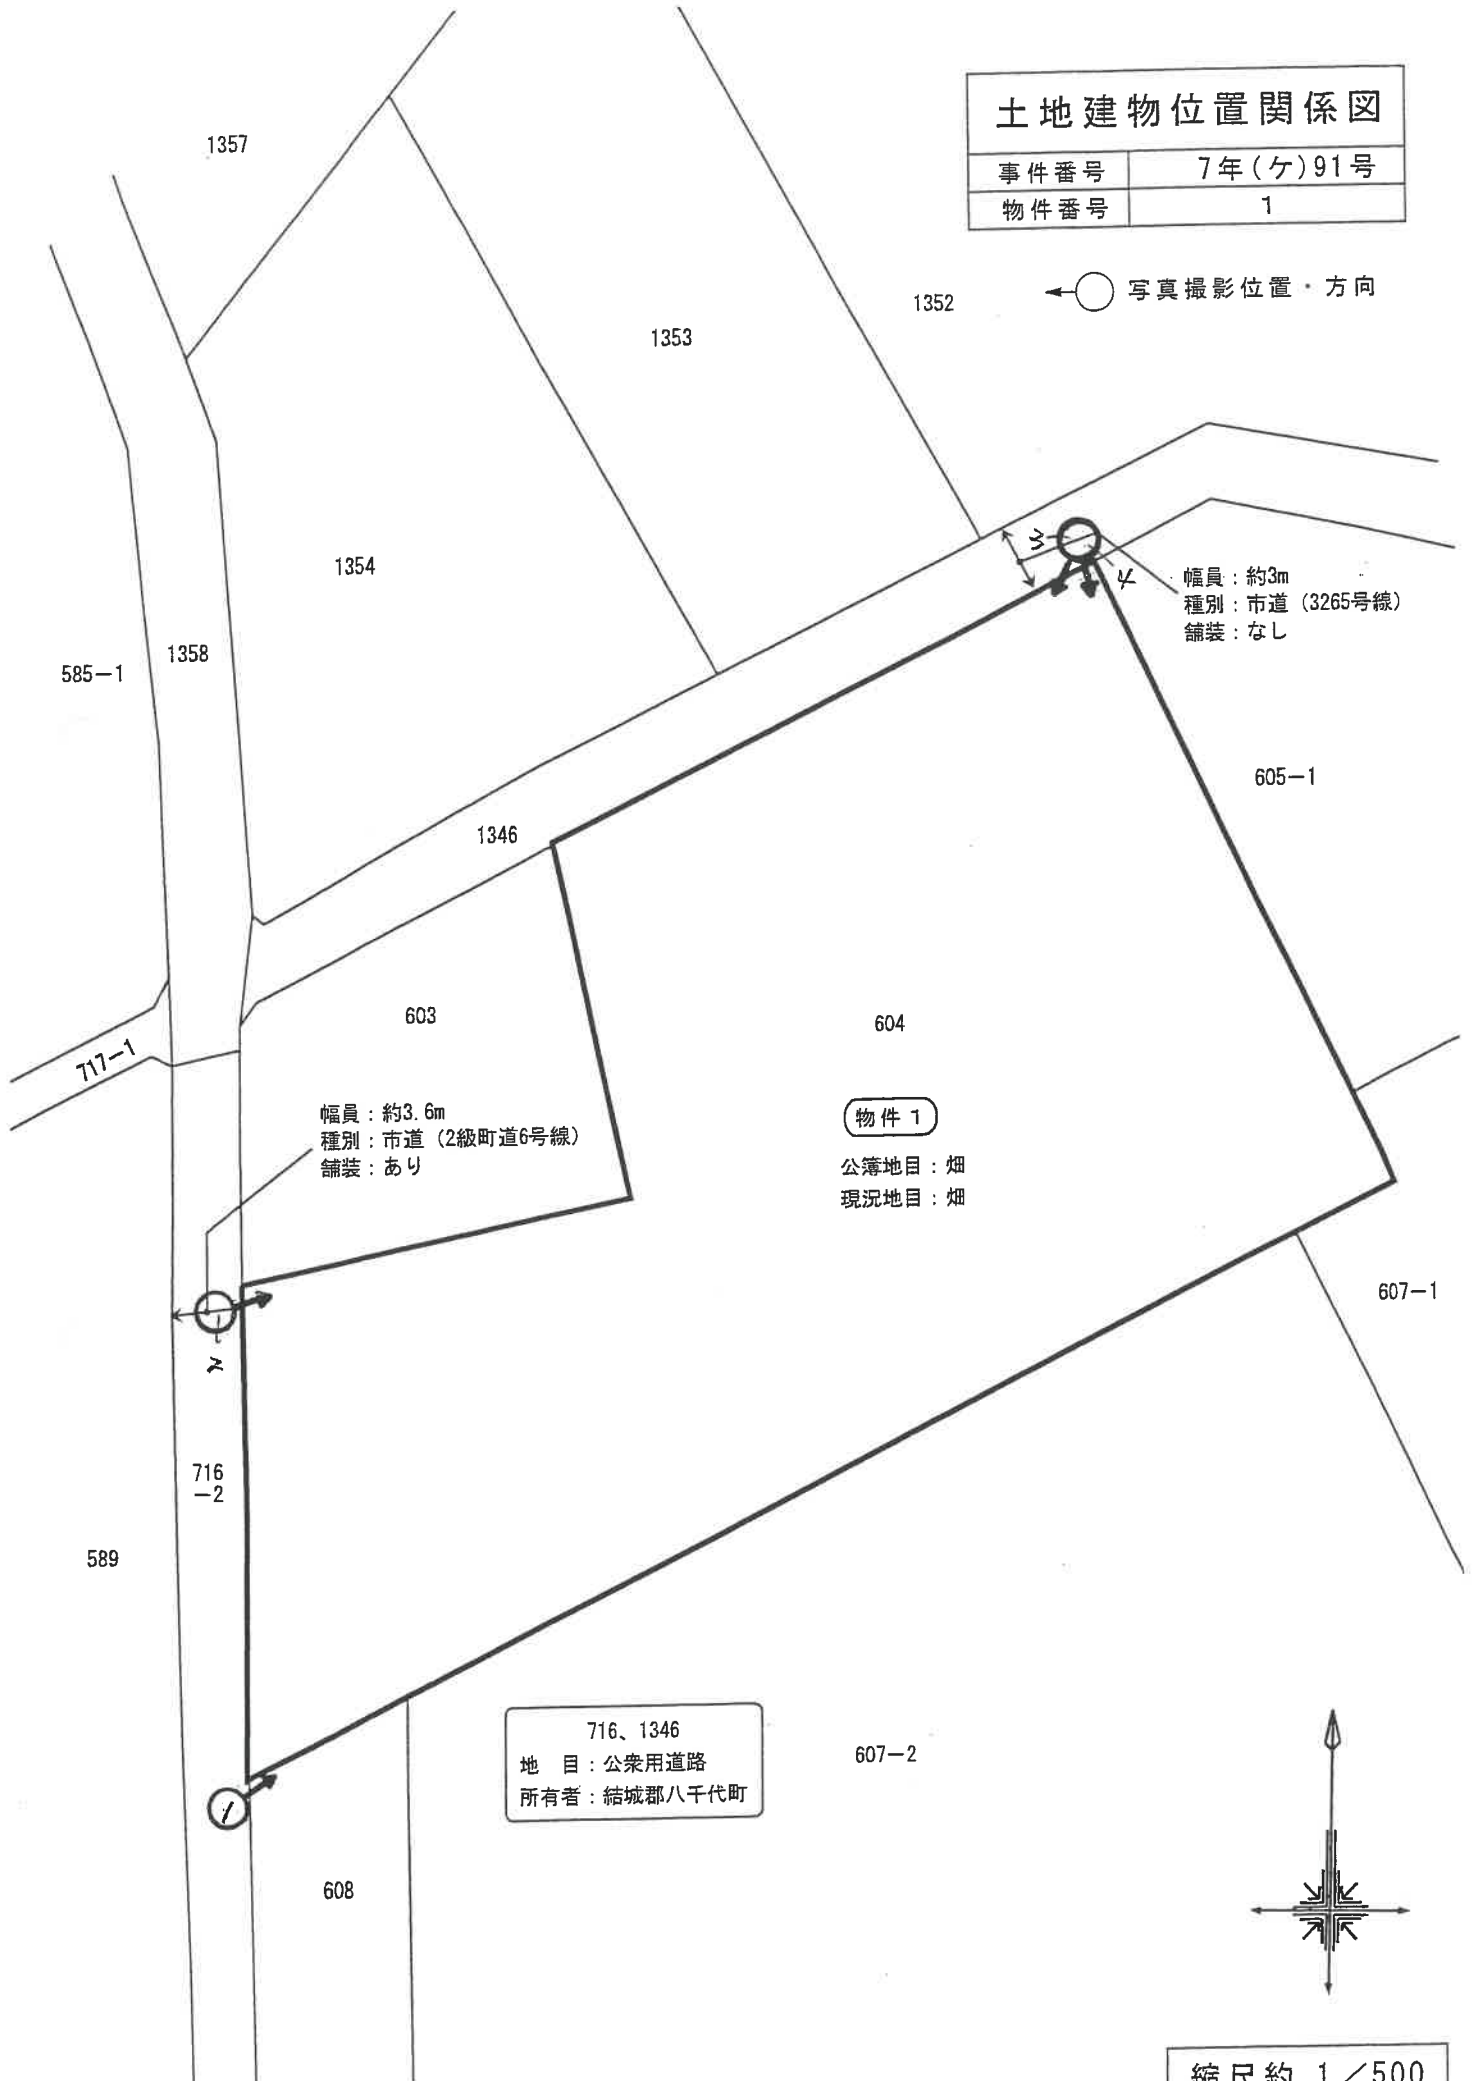 土地建物位置関係図
事件番号 7年(ケ)91号
物件番号 1
写真撮影位置・方向
1357
1352
1353
1354
3
4
幅員：約3m
種別：市道（3265号線）
舗装：なし
585-1
1358
605-1
1346
603
604
717-1
幅員：約3.6m
種別：市道（2級町道6号線）
舗装：あり
物件 1
公簿地目：畑
現況地目：畑
607-1
2
716
-2
589
716、1346
地 目：公衆用道路
所有者：結城郡八千代町
607-2
1
608
縮尺約 1／500